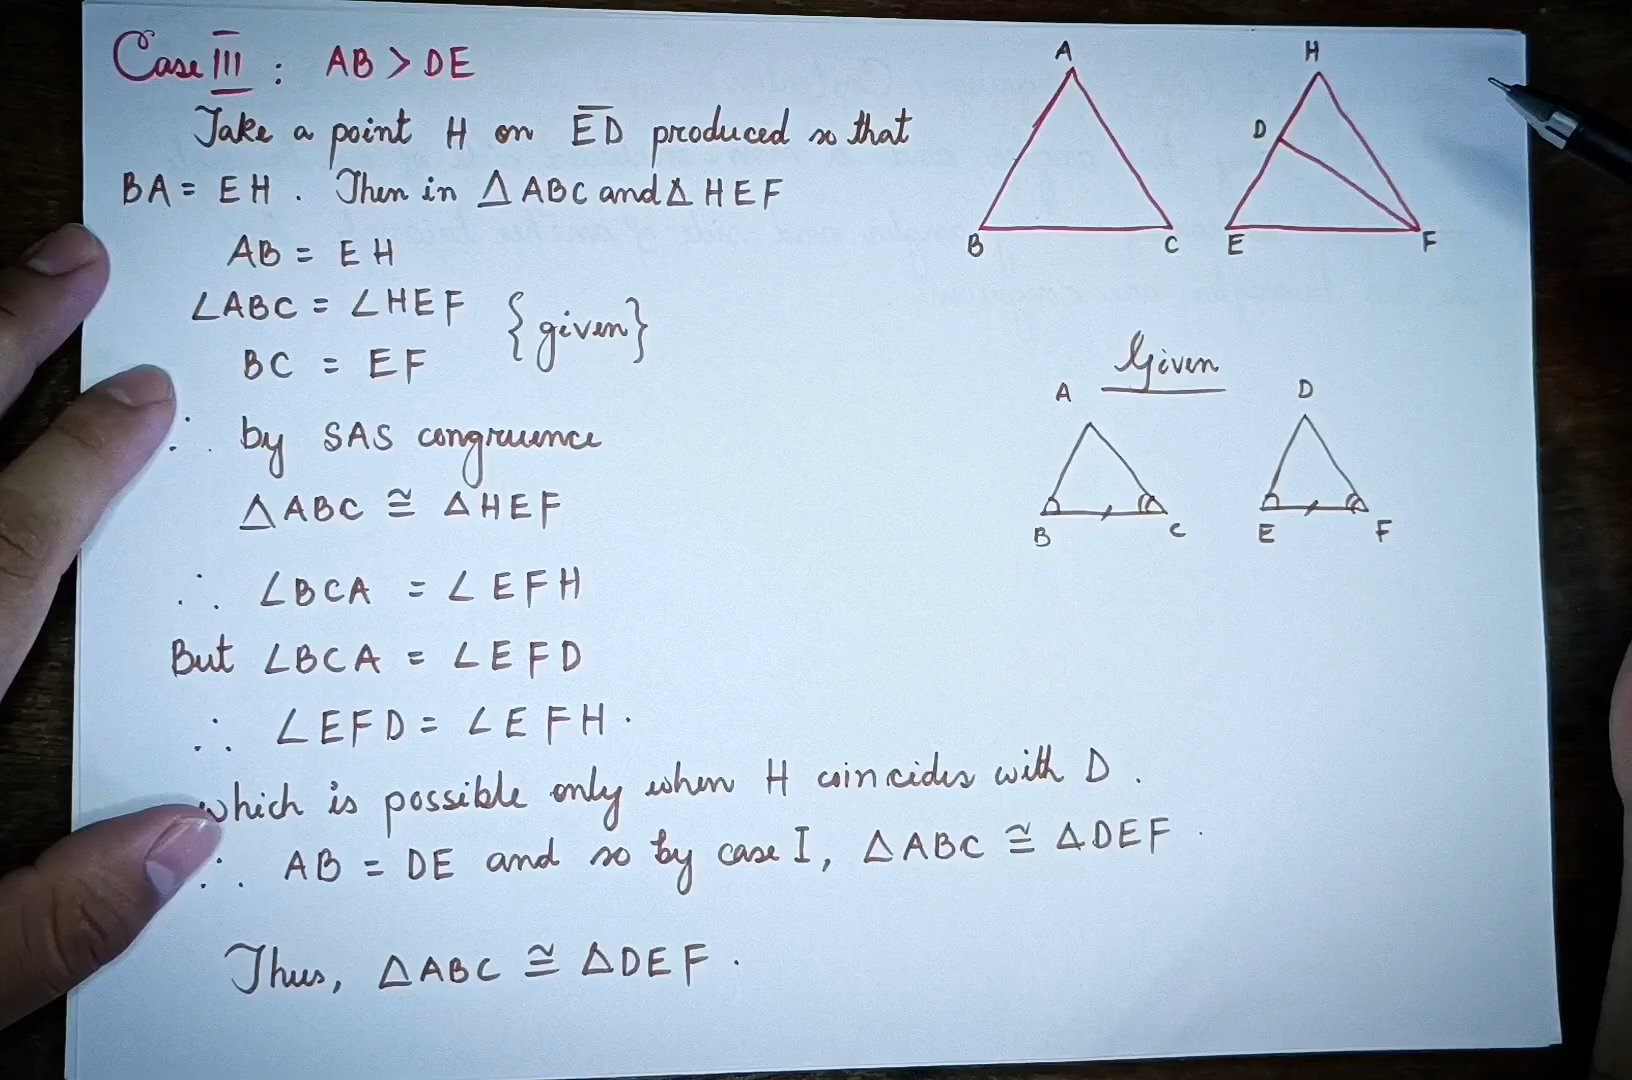 Case III : AB > DE
Take a point H on ED produced so that
BA = EH . Then in △ ABC and △ HEF
AB = EH
∠ABC = ∠HEF {given}
BC = EF
∴ by SAS congruence
△ABC ≅ △HEF
∴ ∠BCA = ∠EFH
But ∠BCA = ∠EFD
∴ ∠EFD = ∠EFH.
which is possible only when H coincides with D.
∴ AB = DE and so by case I, △ABC ≅ △DEF.
Thus, △ABC ≅ △DEF.
A H
D
B C E F
Given
A D
B C E F